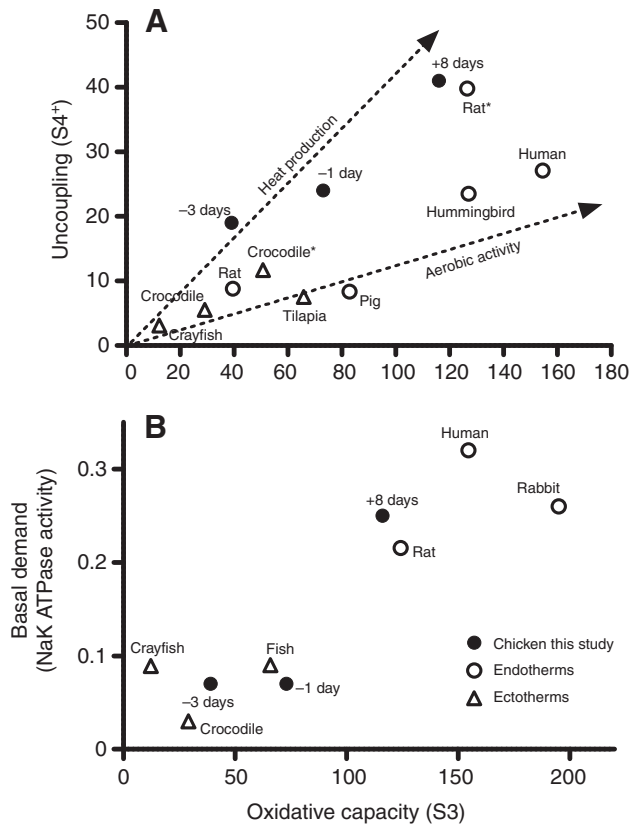 A
50
40
30
20
10
0
Uncoupling (S4⁺)
Heat production
+8 days
Rat*
Human
–1 day
–3 days
Hummingbird
Crocodile*
Aerobic activity
Rat
Crocodile
Tilapia
Pig
Crayfish
0 20 40 60 80 100 120 140 160 180
B
0.3
0.2
0.1
0
Basal demand
(NaK ATPase activity)
Human
Rabbit
+8 days
Rat
Crayfish
Fish
–3 days
–1 day
Crocodile
Chicken this study
Endotherms
Ectotherms
0 50 100 150 200
Oxidative capacity (S3)